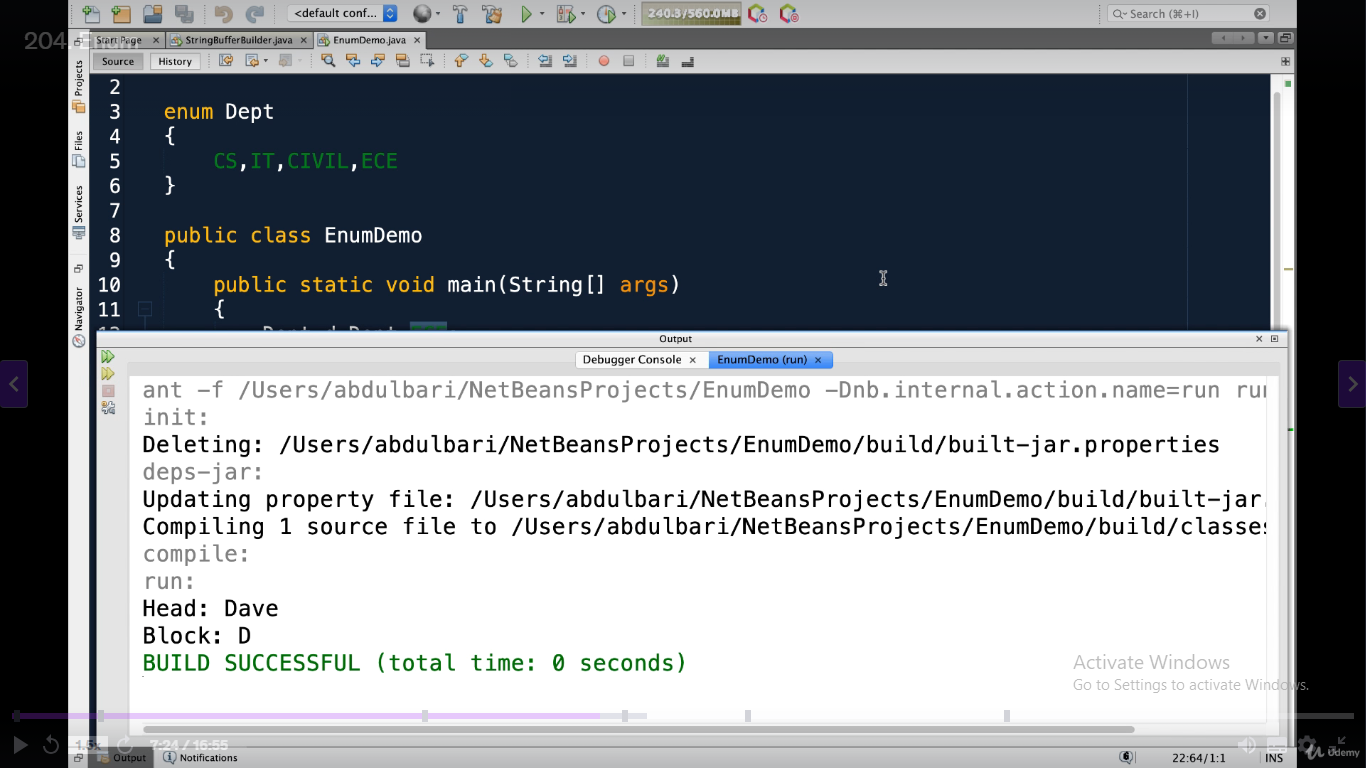 204. Enum
<default conf...
240.3/560.0MB
Search (⌘+I)
Start Page
StringBufferBuilder.java
EnumDemo.java
Source
History
Projects
Files
Services
Navigator
2
3 enum Dept
4 {
5 CS,IT,CIVIL,ECE
6 }
7
8 public class EnumDemo
9 {
10 public static void main(String[] args)
11 {
Output
Debugger Console
EnumDemo (run)
ant -f /Users/abdulbari/NetBeansProjects/EnumDemo -Dnb.internal.action.name=run run
init:
Deleting: /Users/abdulbari/NetBeansProjects/EnumDemo/build/built-jar.properties
deps-jar:
Updating property file: /Users/abdulbari/NetBeansProjects/EnumDemo/build/built-jar.
Compiling 1 source file to /Users/abdulbari/NetBeansProjects/EnumDemo/build/classes
compile:
run:
Head: Dave
Block: D
BUILD SUCCESSFUL (total time: 0 seconds)
Activate Windows
Go to Settings to activate Windows.
1.5x
7:24 / 16:55
Output
Notifications
6
22:64/1:1
INS
Udemy